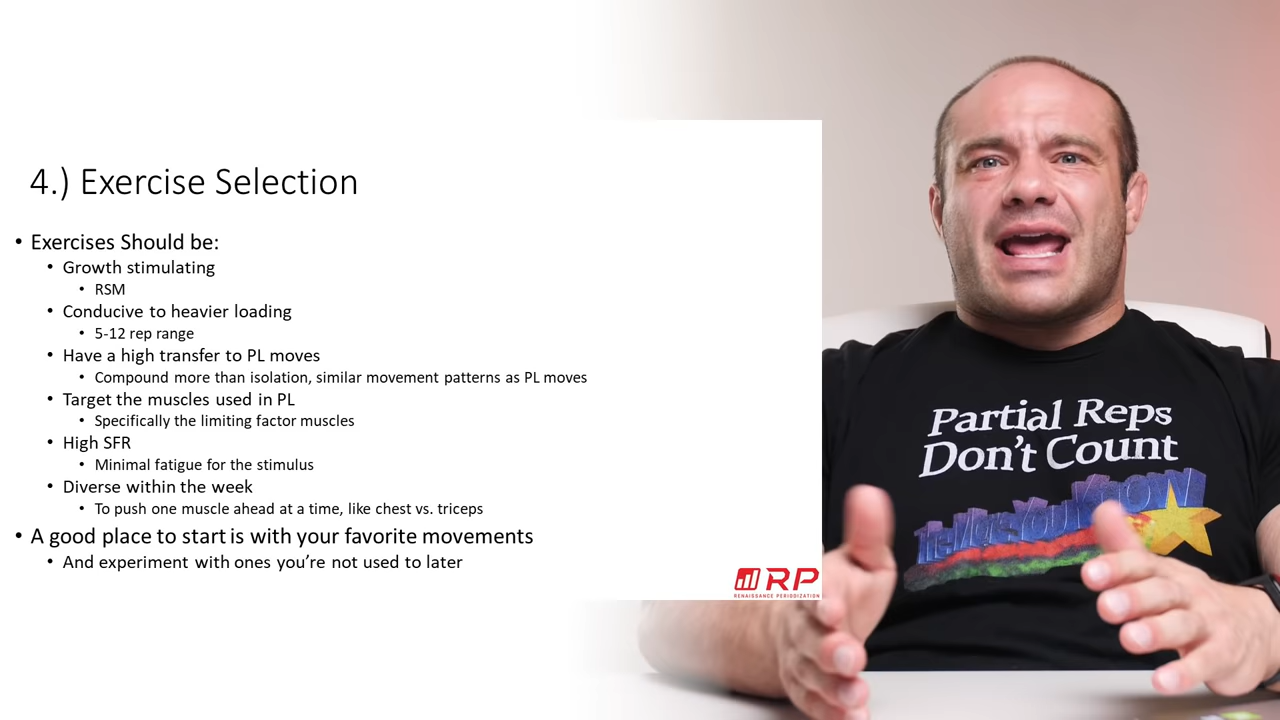 4.) Exercise Selection
• Exercises Should be:
• Growth stimulating
• RSM
• Conducive to heavier loading
• 5-12 rep range
• Have a high transfer to PL moves
• Compound more than isolation, similar movement patterns as PL moves
• Target the muscles used in PL
• Specifically the limiting factor muscles
• High SFR
• Minimal fatigue for the stimulus
• Diverse within the week
• To push one muscle ahead at a time, like chest vs. triceps
• A good place to start is with your favorite movements
• And experiment with ones you're not used to later
RP
RENAISSANCE PERIODIZATION
Partial Reps
Don't Count
The More You Know